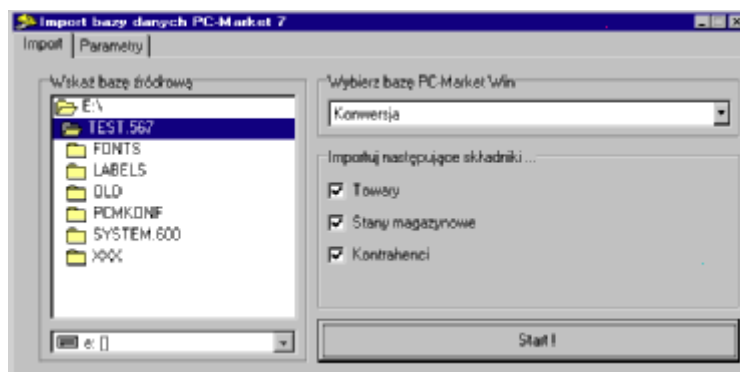 Import bazy danych PC-Market 7
Import Parametry
Wskaż bazę źródłową
E:\
TEST.567
FONTS
LABELS
OLD
PCMKONF
SYSTEM.600
XXX
e: []
Wybierz bazę PC-Market Win
Konwersja
Importuj następujące składniki ...
Towary
Stany magazynowe
Kontrahenci
Start !